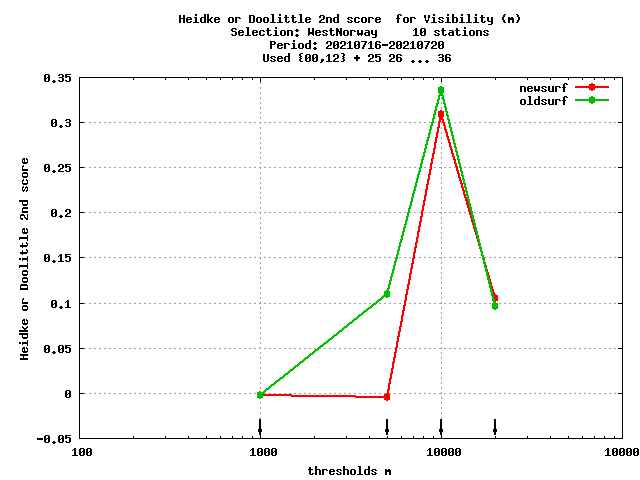 Heidke or Doolittle 2nd score  for Visibility (m)
Selection: WestNorway     10 stations
Period: 20210716-20210720
Used {00,12} + 25 26 ... 36
newsurf
oldsurf
0.35
0.3
0.25
0.2
0.15
0.1
0.05
0
-0.05
Heidke or Doolittle 2nd score
100
1000
10000
10000
thresholds m